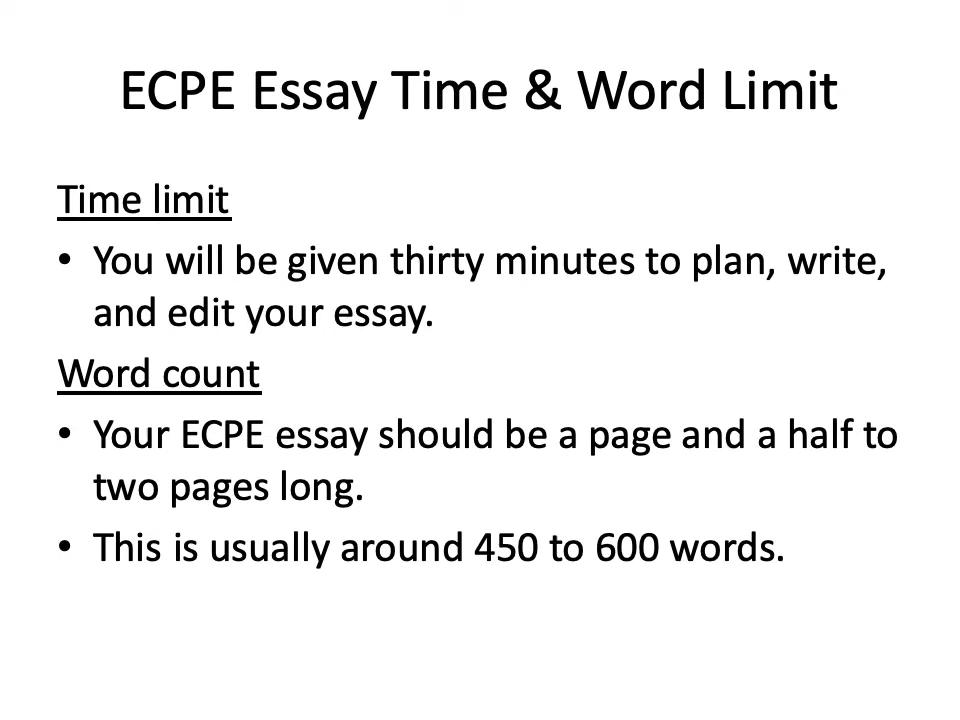 ECPE Essay Time & Word Limit
Time limit
• You will be given thirty minutes to plan, write,
and edit your essay.
Word count
• Your ECPE essay should be a page and a half to
two pages long.
• This is usually around 450 to 600 words.